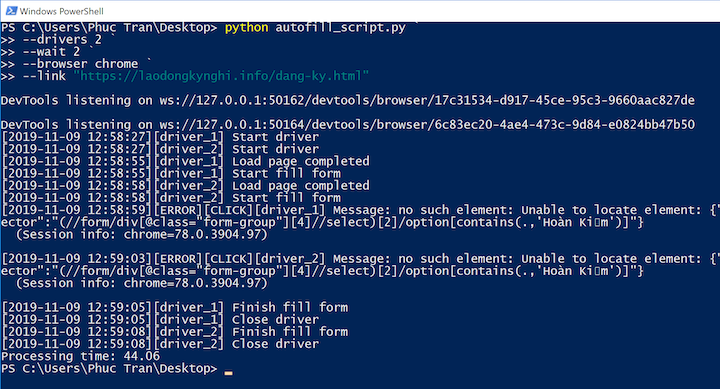 Windows PowerShell
PS C:\Users\Phuc Tran\Desktop> python autofill_script.py `
>> --drivers 2 `
>> --wait 2 `
>> --browser chrome `
>> --link "https://laodongkynghi.info/dang-ky.html"
DevTools listening on ws://127.0.0.1:50162/devtools/browser/17c31534-d917-45ce-95c3-9660aac827de
DevTools listening on ws://127.0.0.1:50164/devtools/browser/6c83ec20-4ae4-473c-9d84-e0824bb47b50
[2019-11-09 12:58:27][driver_1] Start driver
[2019-11-09 12:58:27][driver_2] Start driver
[2019-11-09 12:58:55][driver_1] Load page completed
[2019-11-09 12:58:55][driver_1] Start fill form
[2019-11-09 12:58:58][driver_2] Load page completed
[2019-11-09 12:58:58][driver_2] Start fill form
[2019-11-09 12:58:59][ERROR][CLICK][driver_1] Message: no such element: Unable to locate element: {"
ector":"(//form/div[@class="form-group"][4]//select)[2]/option[contains(.,'Hoàn Ki▯m')]"}
(Session info: chrome=78.0.3904.97)
[2019-11-09 12:59:03][ERROR][CLICK][driver_2] Message: no such element: Unable to locate element: {"
ector":"(//form/div[@class="form-group"][4]//select)[2]/option[contains(.,'Hoàn Ki▯m')]"}
(Session info: chrome=78.0.3904.97)
[2019-11-09 12:59:05][driver_1] Finish fill form
[2019-11-09 12:59:05][driver_1] Close driver
[2019-11-09 12:59:08][driver_2] Finish fill form
[2019-11-09 12:59:08][driver_2] Close driver
Processing time: 44.06
PS C:\Users\Phuc Tran\Desktop> _